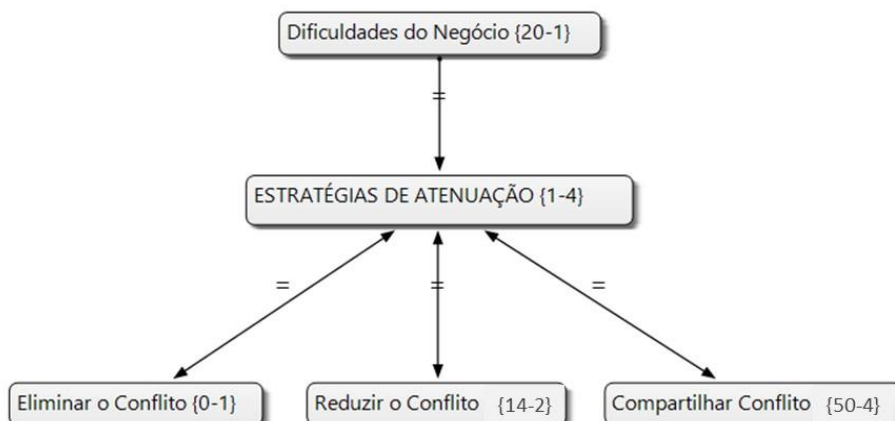 Dificuldades do Negócio {20-1}
=
ESTRATÉGIAS DE ATENUAÇÃO {1-4}
= = =
Eliminar o Conflito {0-1} Reduzir o Conflito {14-2} Compartilhar Conflito {50-4}